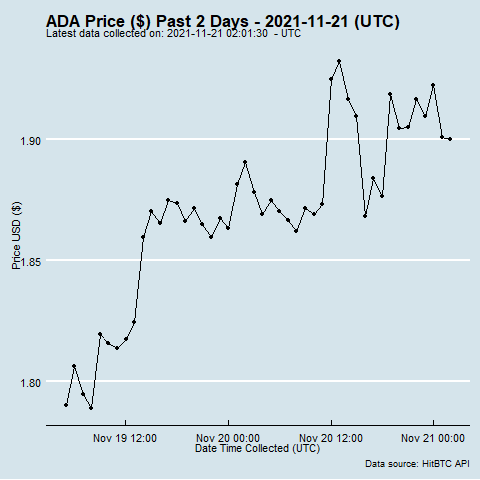 ADA Price ($) Past 2 Days - 2021-11-21 (UTC)
Latest data collected on: 2021-11-21 02:01:30 - UTC
1.90
1.85
1.80
Price USD ($)
Nov 19 12:00 Nov 20 00:00 Nov 20 12:00 Nov 21 00:00
Date Time Collected (UTC)
Data source: HitBTC API